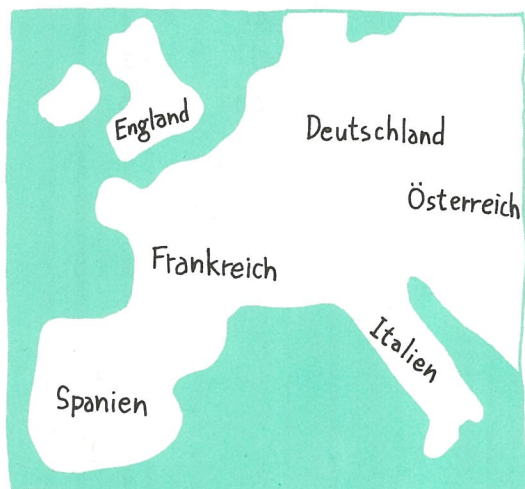 England
Deutschland
Österreich
Frankreich
Italien
Spanien